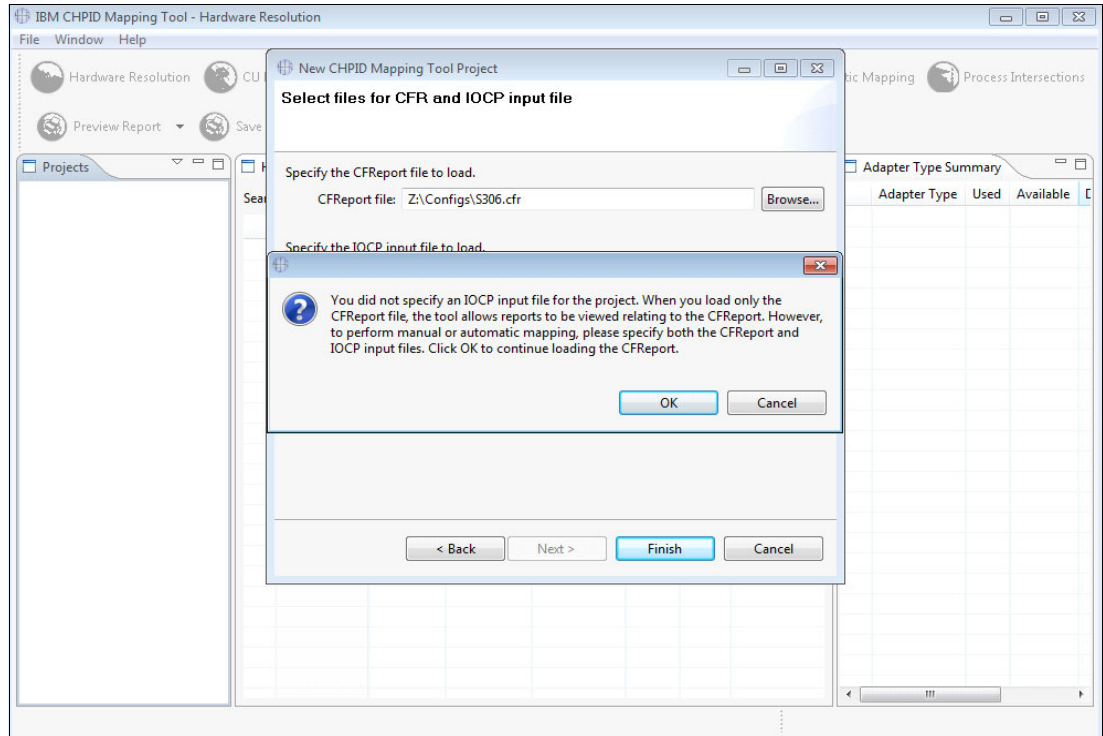 IBM CHPID Mapping Tool - Hardware Resolution
File Window Help
Hardware Resolution
CU
tic Mapping
Process Intersections
Preview Report
Save
New CHPID Mapping Tool Project
Select files for CFR and IOCP input file
Projects
H
Adapter Type Summary
Specify the CFReport file to load.
CFReport file: Z:\Configs\S306.cfr Browse...
Sear
Adapter Type Used Available D
Specify the IOCP input file to load.
You did not specify an IOCP input file for the project. When you load only the
CFReport file, the tool allows reports to be viewed relating to the CFReport. However,
to perform manual or automatic mapping, please specify both the CFReport and
IOCP input files. Click OK to continue loading the CFReport.
OK Cancel
< Back Next > Finish Cancel